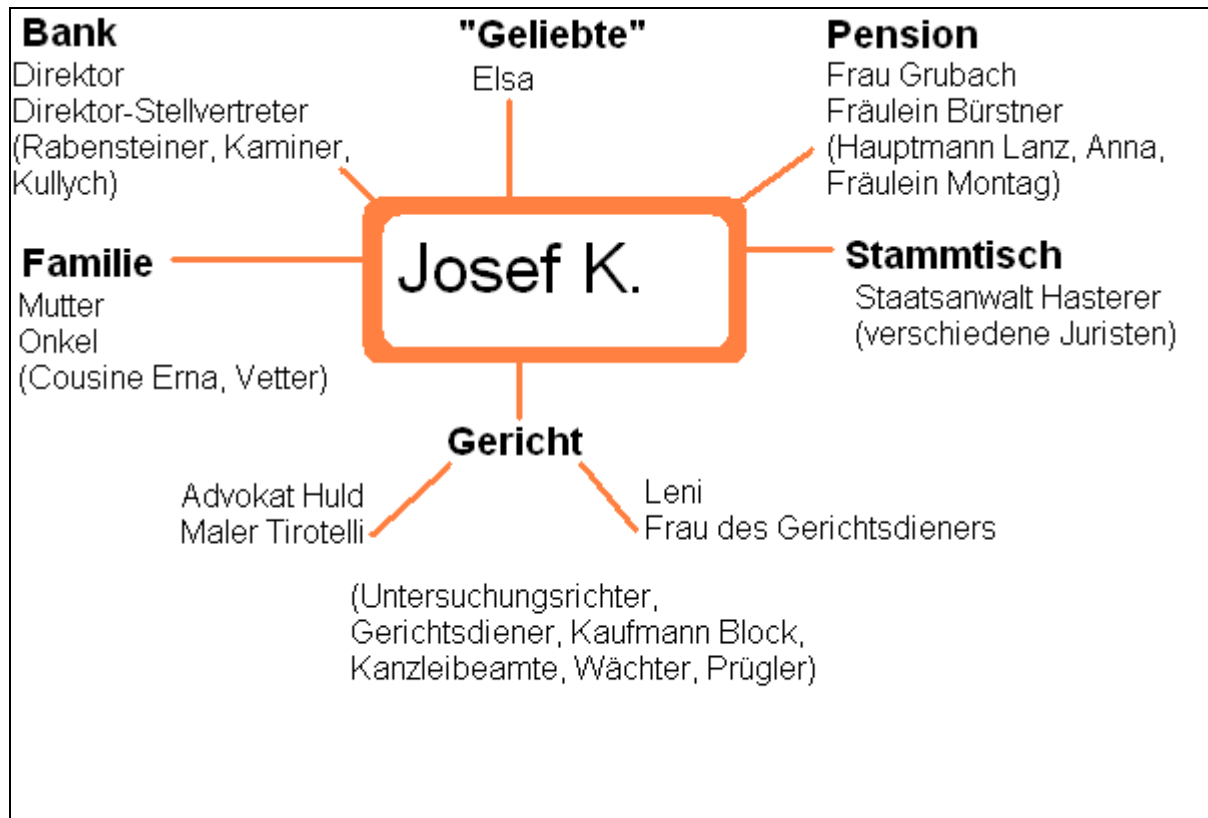 Bank
Direktor
Direktor-Stellvertreter
(Rabensteiner, Kaminer,
Kullych)
"Geliebte"
Elsa
Pension
Frau Grubach
Fräulein Bürstner
(Hauptmann Lanz, Anna,
Fräulein Montag)
Familie
Mutter
Onkel
(Cousine Erna, Vetter)
Josef K.
Stammtisch
Staatsanwalt Hasterer
(verschiedene Juristen)
Gericht
Advokat Huld
Maler Tirotelli
Leni
Frau des Gerichtsdieners
(Untersuchungsrichter,
Gerichtsdiener, Kaufmann Block,
Kanzleibeamte, Wächter, Prügler)